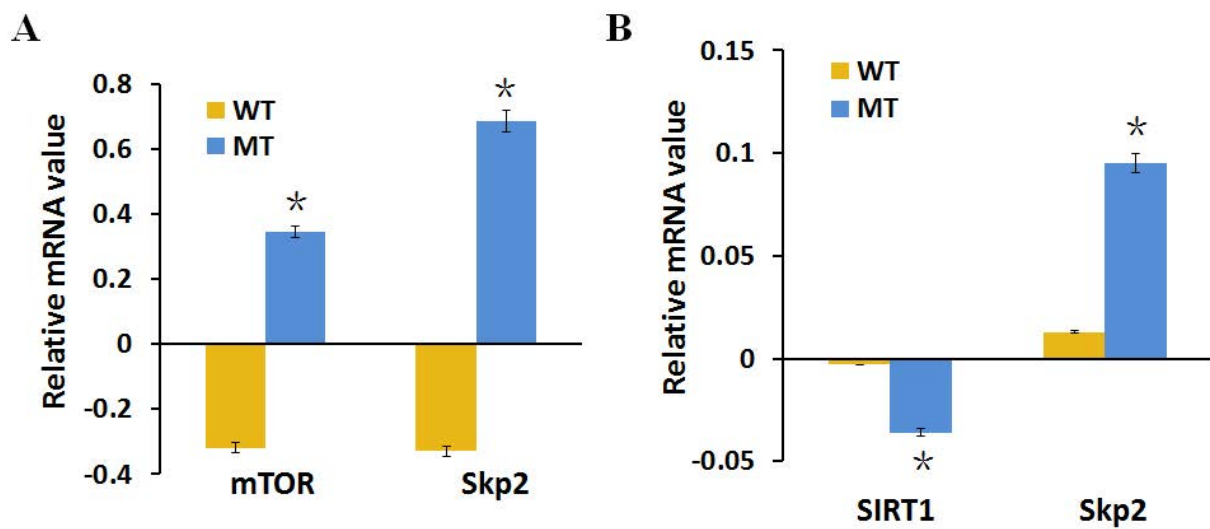 A
Relative mRNA value
0.8
0.6
0.4
0.2
0
-0.2
-0.4
WT
MT
*
*
mTOR Skp2
B
Relative mRNA value
0.15
0.1
0.05
0
-0.05
WT
MT
*
*
SIRT1 Skp2